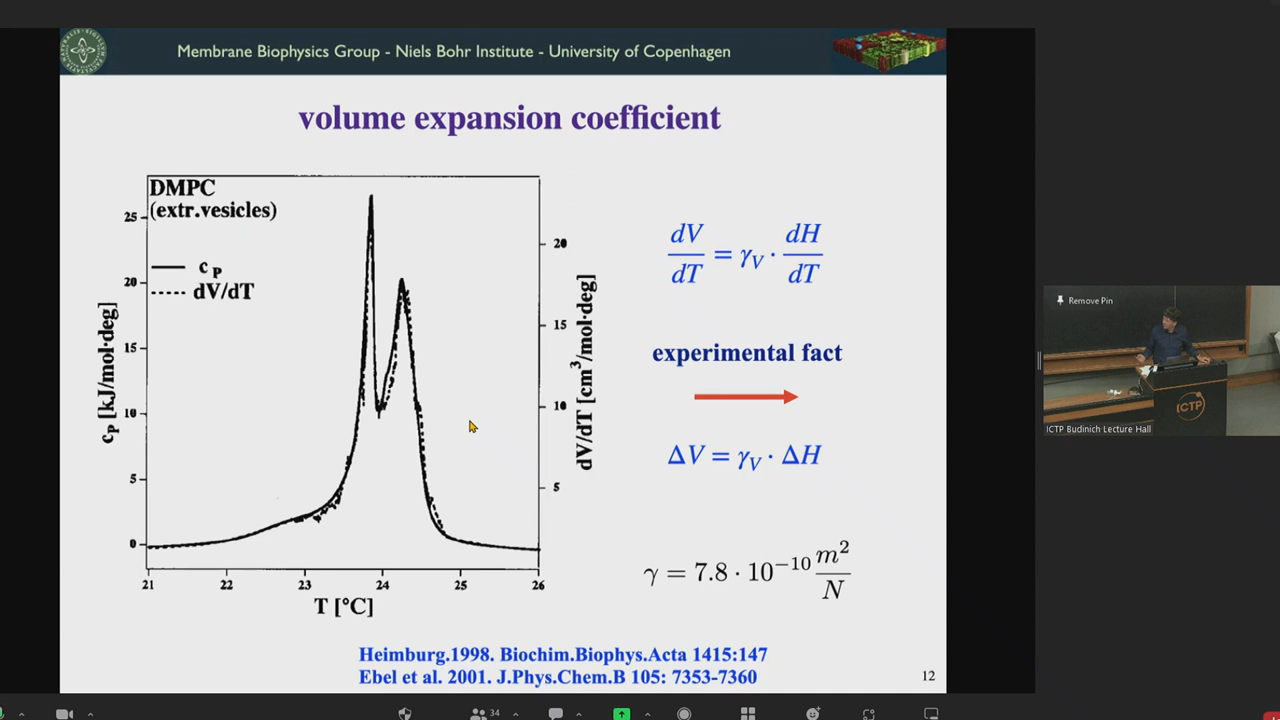 Membrane Biophysics Group - Niels Bohr Institute - University of Copenhagen
volume expansion coefficient
DMPC
(extr.vesicles)
c_P
dV/dT
c_P [kJ/mol·deg]
25
20
15
10
5
0
21
22
23
24
25
26
T [°C]
20
15
10
5
dV/dT [cm³/mol·deg]
dV/dT = γ_V · dH/dT
experimental fact
ΔV = γ_V · ΔH
γ = 7.8 · 10⁻¹⁰ m²/N
Heimburg.1998. Biochim.Biophys.Acta 1415:147
Ebel et al. 2001. J.Phys.Chem.B 105: 7353-7360
12
Remove Pin
ICTP
ICTP Budinich Lecture Hall
34